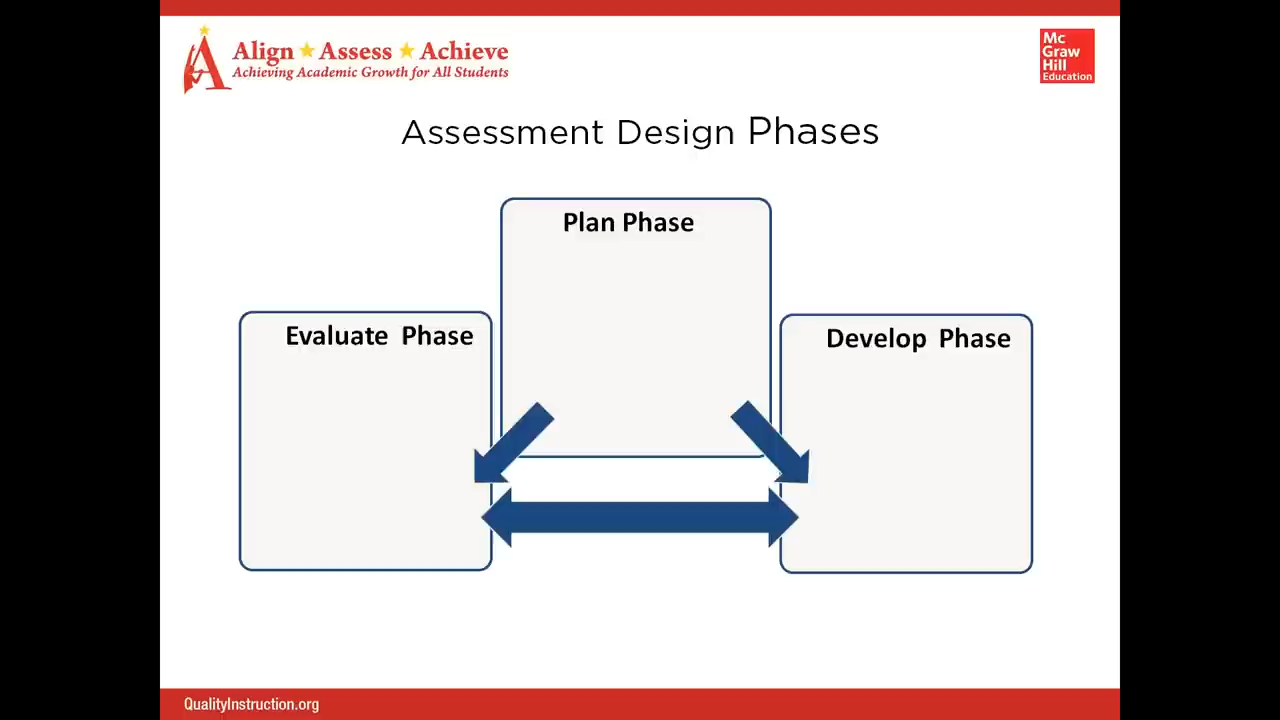 Align ★ Assess ★ Achieve
Achieving Academic Growth for All Students
Mc
Graw
Hill
Education
Assessment Design Phases
Plan Phase
Evaluate Phase
Develop Phase
QualityInstruction.org